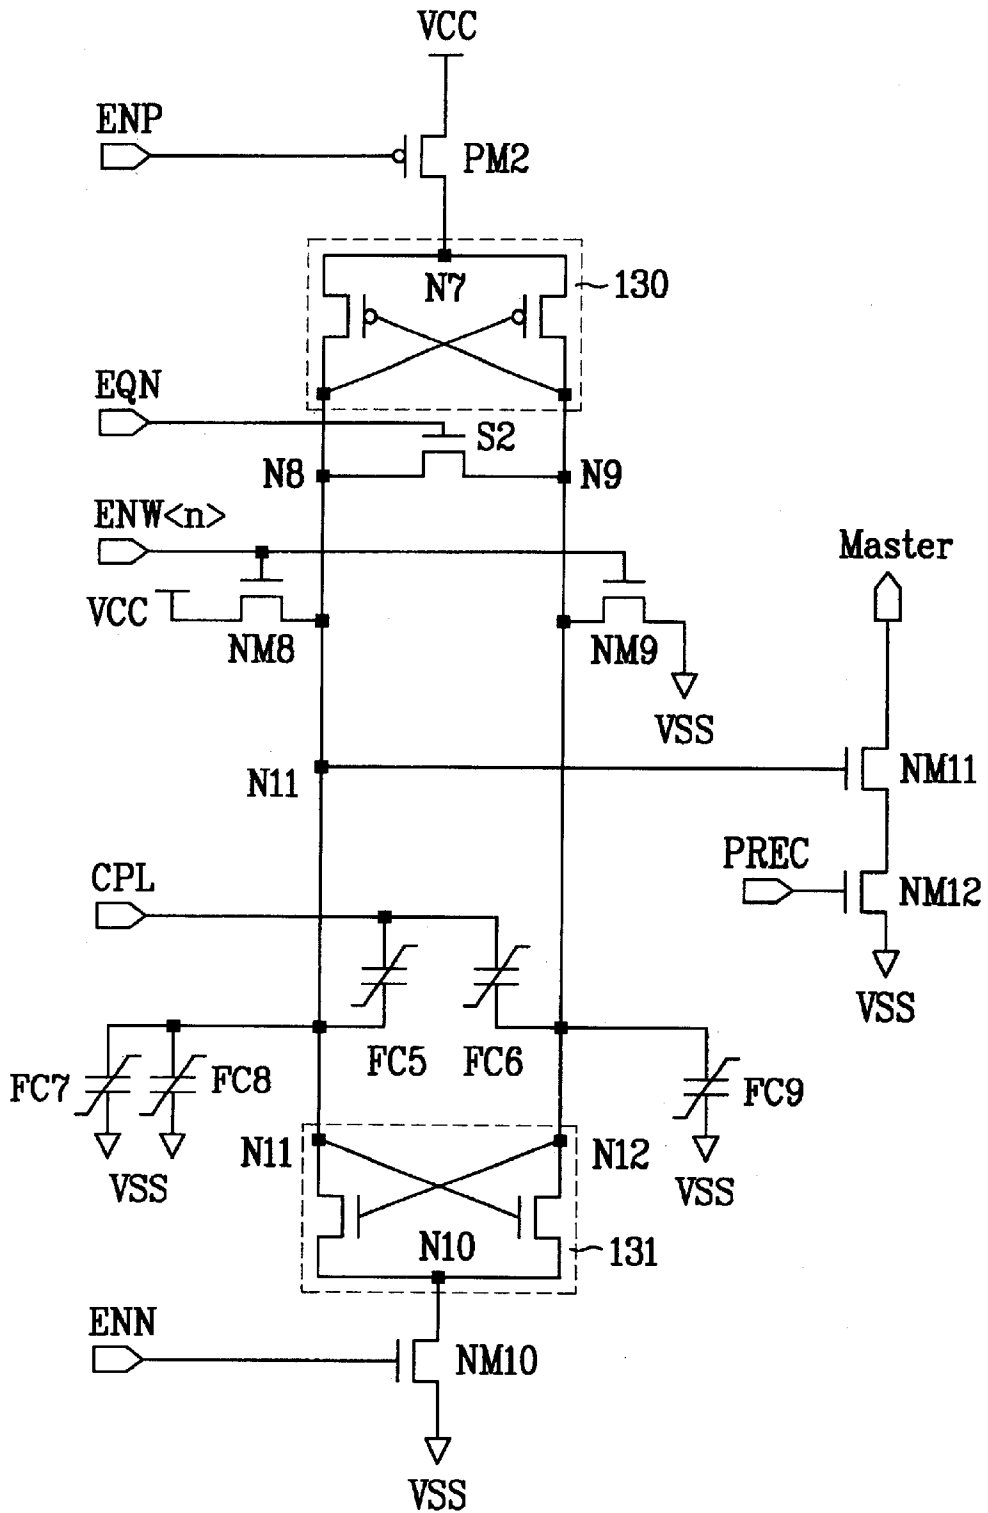 VCC
ENP
PM2
N7
130
EQN
S2
N8
N9
ENW<n>
Master
VCC
NM8
NM9
VSS
N11
NM11
PREC
CPL
NM12
VSS
FC5
FC6
FC7
FC8
FC9
N11
N12
VSS
VSS
N10
131
ENN
NM10
VSS